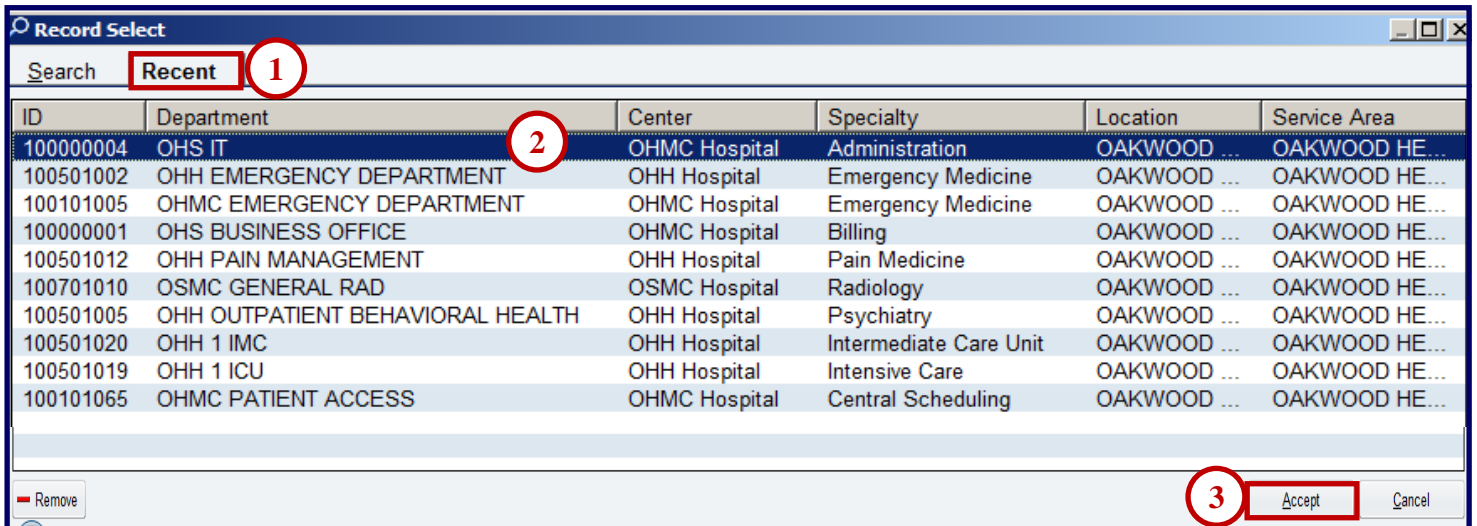 Record Select
Search Recent 1
ID Department Center Specialty Location Service Area
100000004 OHS IT 2 OHMC Hospital Administration OAKWOOD ... OAKWOOD HE...
100501002 OHH EMERGENCY DEPARTMENT OHH Hospital Emergency Medicine OAKWOOD ... OAKWOOD HE...
100101005 OHMC EMERGENCY DEPARTMENT OHMC Hospital Emergency Medicine OAKWOOD ... OAKWOOD HE...
100000001 OHS BUSINESS OFFICE OHMC Hospital Billing OAKWOOD ... OAKWOOD HE...
100501012 OHH PAIN MANAGEMENT OHH Hospital Pain Medicine OAKWOOD ... OAKWOOD HE...
100701010 OSMC GENERAL RAD OSMC Hospital Radiology OAKWOOD ... OAKWOOD HE...
100501005 OHH OUTPATIENT BEHAVIORAL HEALTH OHH Hospital Psychiatry OAKWOOD ... OAKWOOD HE...
100501020 OHH 1 IMC OHH Hospital Intermediate Care Unit OAKWOOD ... OAKWOOD HE...
100501019 OHH 1 ICU OHH Hospital Intensive Care OAKWOOD ... OAKWOOD HE...
100101065 OHMC PATIENT ACCESS OHMC Hospital Central Scheduling OAKWOOD ... OAKWOOD HE...
Remove 3 Accept Cancel